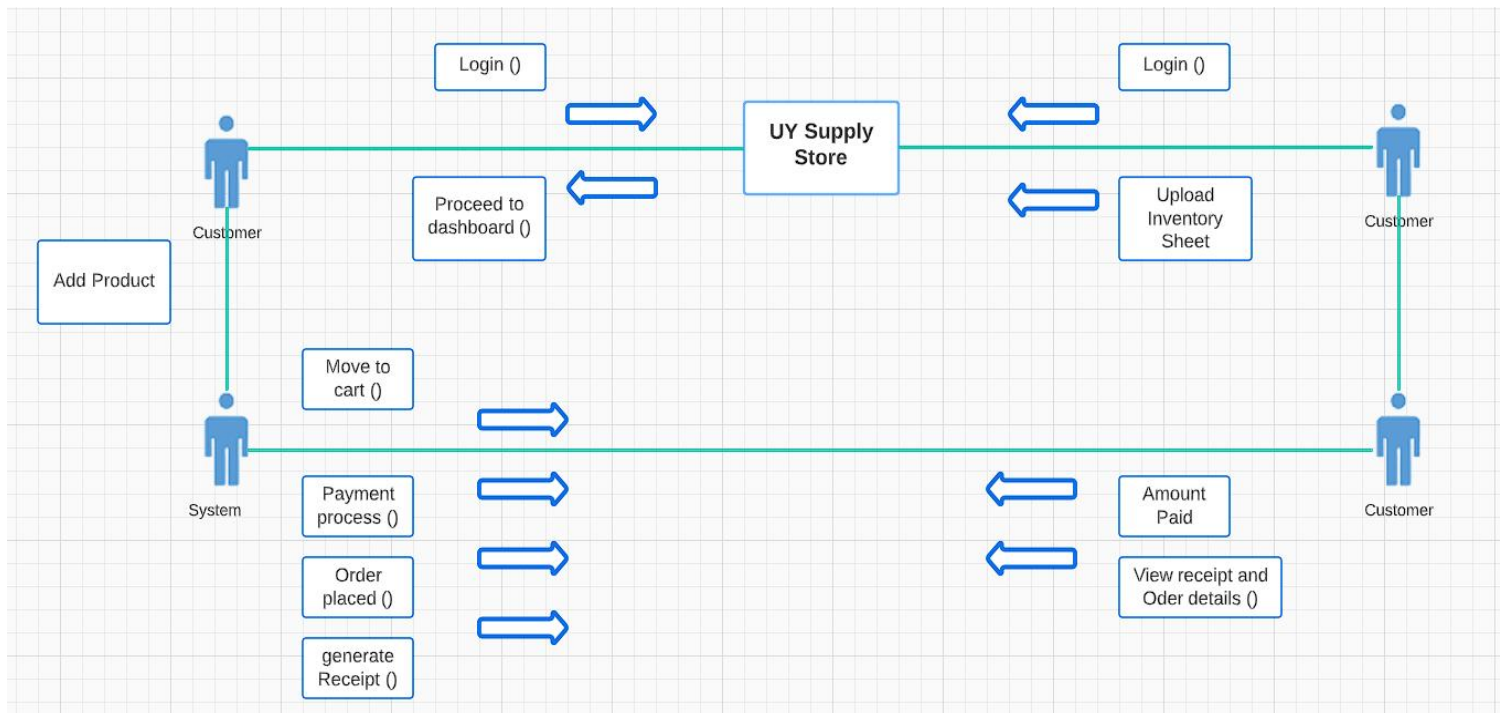 Login ()
Login ()
UY Supply
Store
Proceed to
dashboard ()
Upload
Inventory
Sheet
Customer
Customer
Add Product
Move to
cart ()
System
Customer
Payment
process ()
Amount
Paid
Order
placed ()
View receipt and
Oder details ()
generate
Receipt ()